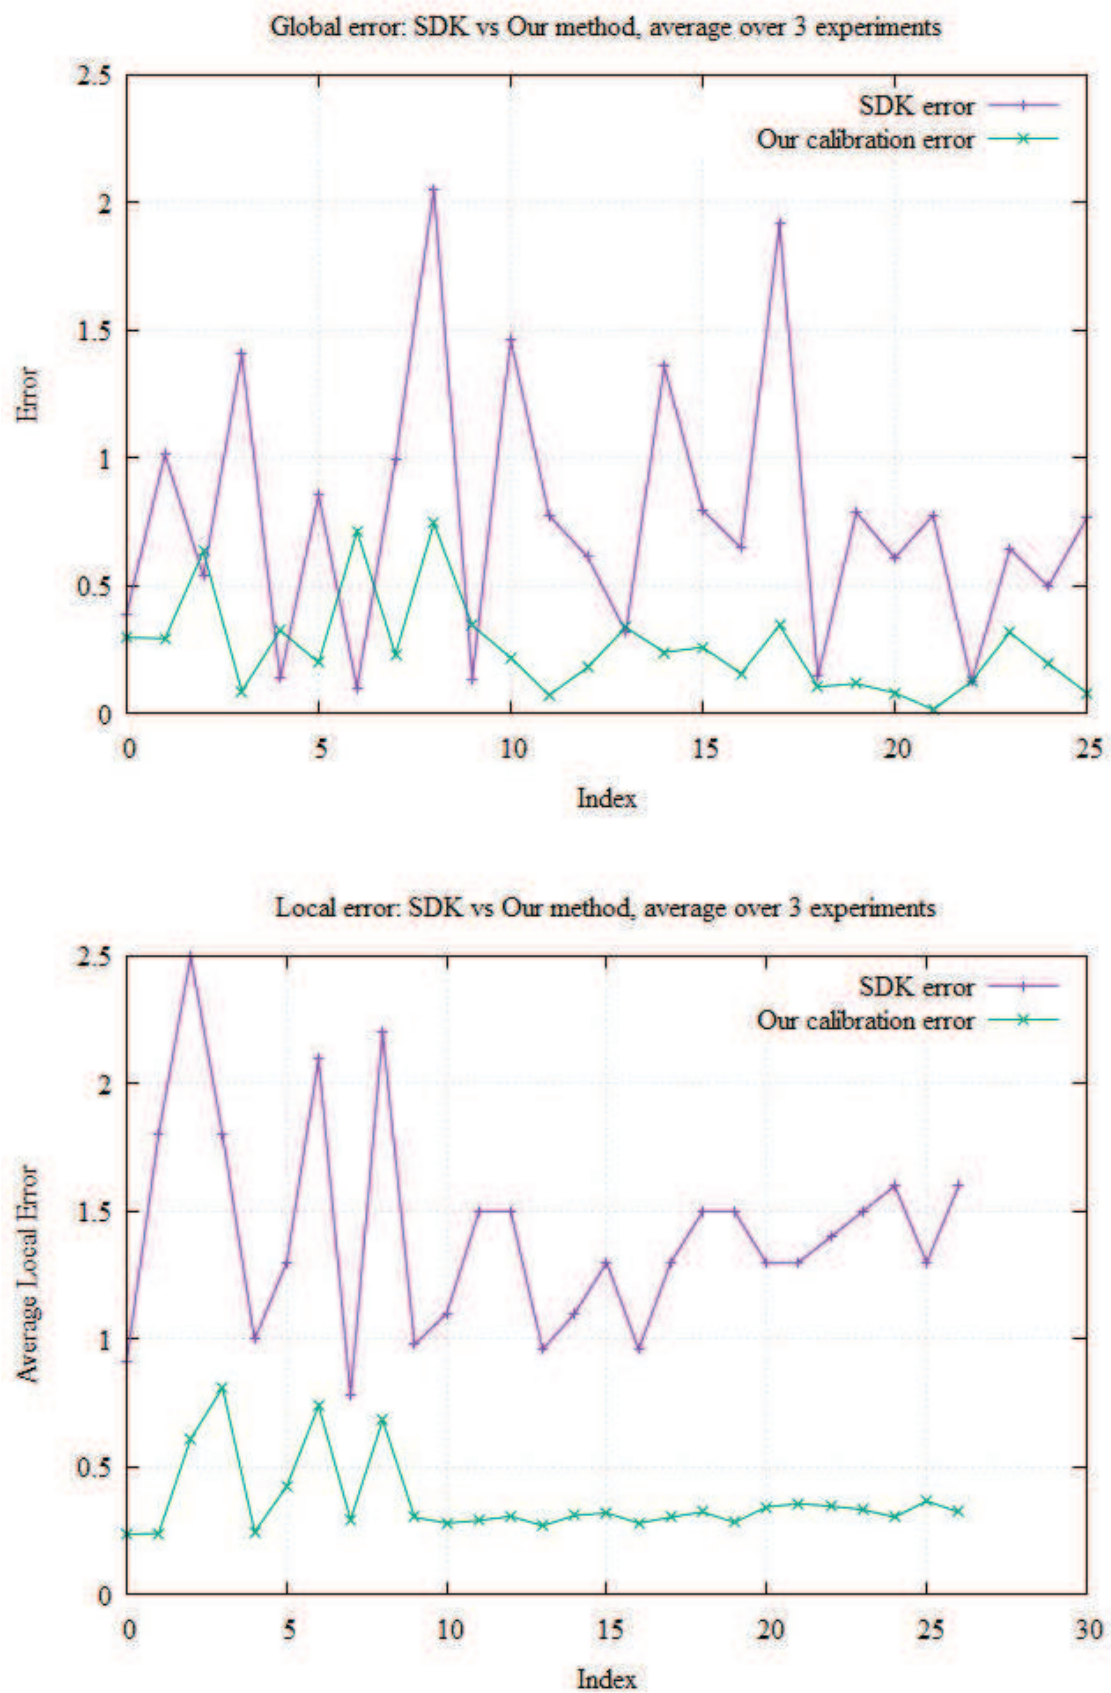 Global error: SDK vs Our method, average over 3 experiments
2.5
SDK error
Our calibration error
2
1.5
Error
1
0.5
0
0 5 10 15 20 25
Index
Local error: SDK vs Our method, average over 3 experiments
2.5
SDK error
Our calibration error
2
1.5
Average Local Error
1
0.5
0
0 5 10 15 20 25 30
Index